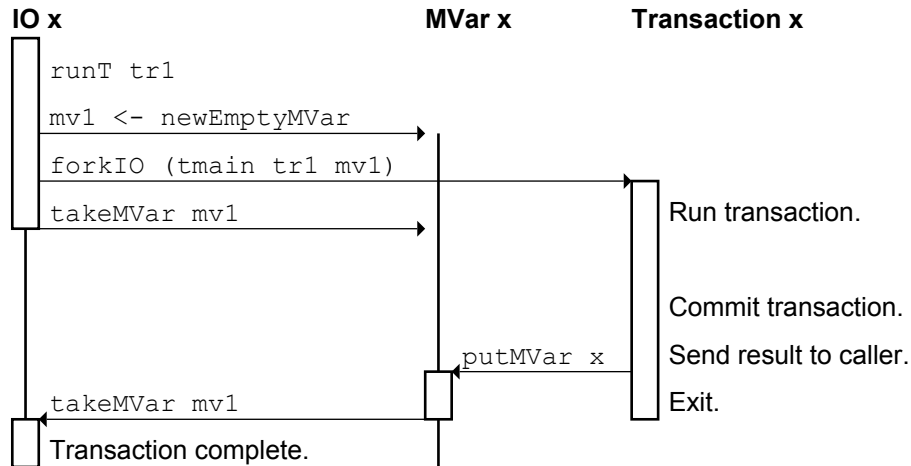 IO x MVar x Transaction x
runT tr1
mv1 <- newEmptyMVar
forkIO (tmain tr1 mv1)
takeMVar mv1
Run transaction.
Commit transaction.
putMVar x
Send result to caller.
takeMVar mv1
Exit.
Transaction complete.